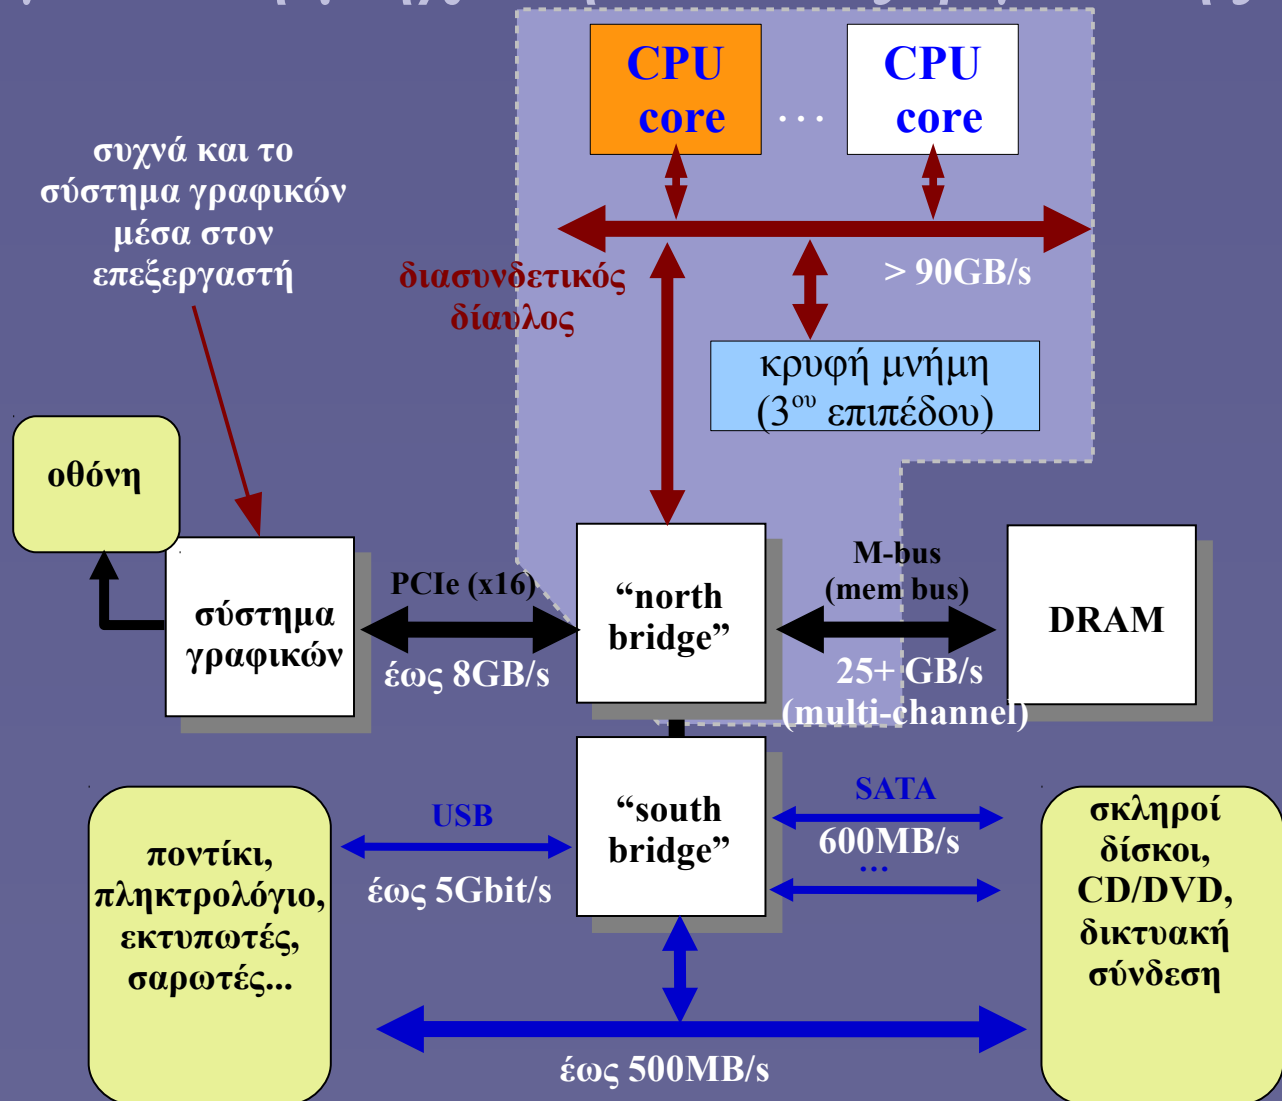 CPU
core
...
CPU
core
συχνά και το
σύστημα γραφικών
μέσα στον
επεξεργαστή
διασυνδετικός
δίαυλος
> 90GB/s
κρυφή μνήμη
(3ου επιπέδου)
οθόνη
σύστημα
γραφικών
PCIe (x16)
έως 8GB/s
“north
bridge”
M-bus
(mem bus)
25+ GB/s
(multi-channel)
DRAM
ποντίκι,
πληκτρολόγιο,
εκτυπωτές,
σαρωτές...
USB
έως 5Gbit/s
“south
bridge”
SATA
600MB/s
...
σκληροί
δίσκοι,
CD/DVD,
δικτυακή
σύνδεση
έως 500MB/s